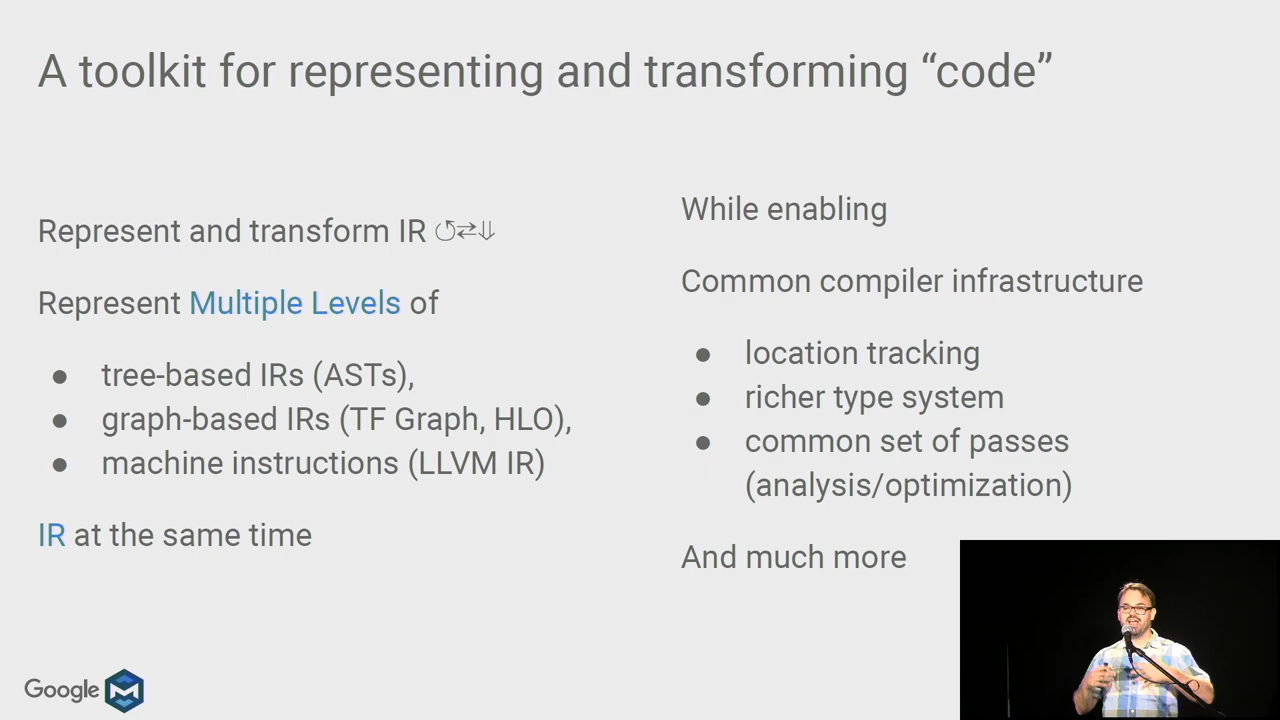 A toolkit for representing and transforming “code”
Represent and transform IR ↺⇄⇓
Represent Multiple Levels of
● tree-based IRs (ASTs),
● graph-based IRs (TF Graph, HLO),
● machine instructions (LLVM IR)
IR at the same time
While enabling
Common compiler infrastructure
● location tracking
● richer type system
● common set of passes
(analysis/optimization)
And much more
Google